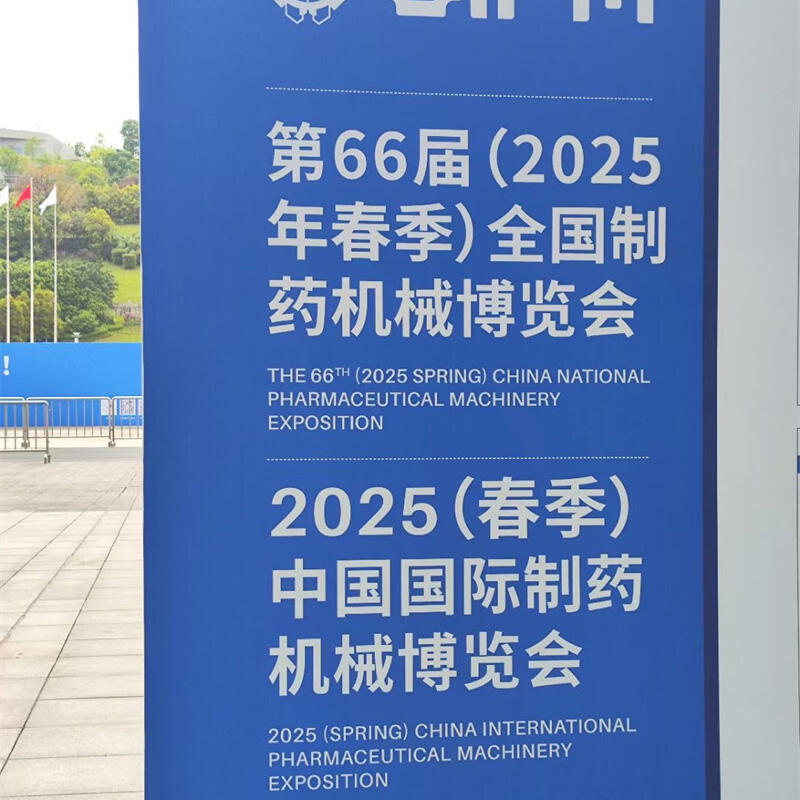 第66届(2025
年春季)全国制
药机械博览会
THE 66TH (2025 SPRING) CHINA NATIONAL
PHARMACEUTICAL MACHINERY
EXPOSITION
2025(春季)
中国国际制药
机械博览会
2025 (SPRING) CHINA INTERNATIONAL
PHARMACEUTICAL MACHINERY
EXPOSITION
!